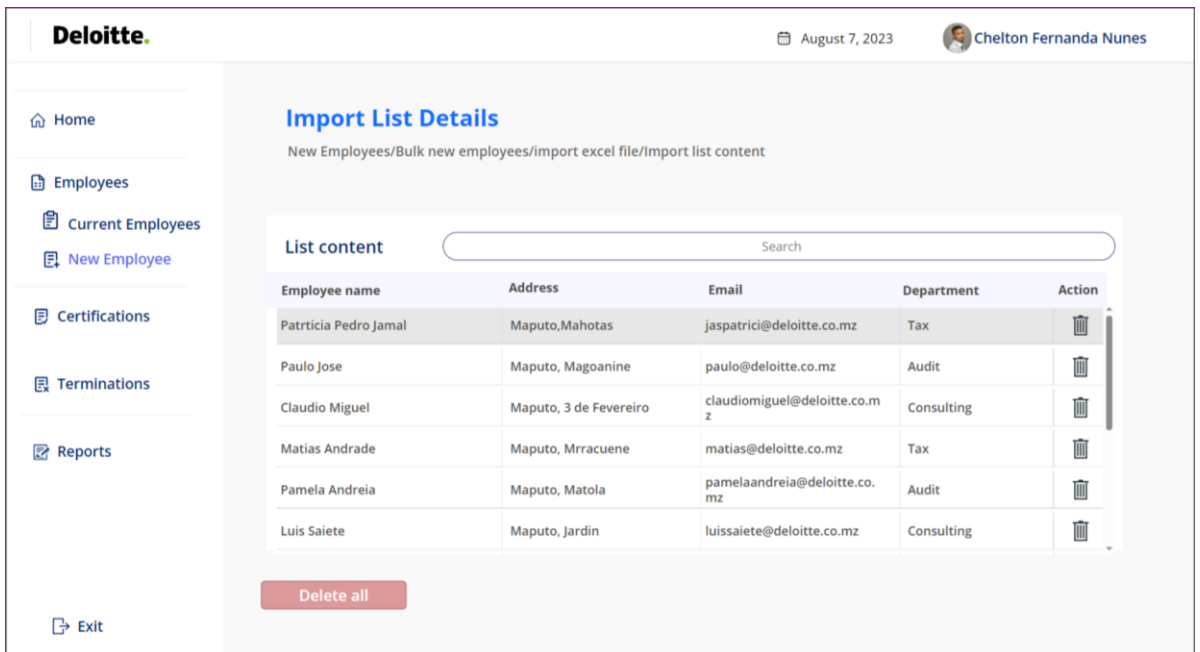 Deloitte.
August 7, 2023
Chelton Fernanda Nunes
Home
Employees
Current Employees
New Employee
Certifications
Terminations
Reports
Exit
Import List Details
New Employees/Bulk new employees/import excel file/Import list content
List content
Search
Employee name Address Email Department Action
Patrticia Pedro Jamal Maputo,Mahotas jaspatrici@deloitte.co.mz Tax
Paulo Jose Maputo, Magoanine paulo@deloitte.co.mz Audit
Claudio Miguel Maputo, 3 de Fevereiro claudiomiguel@deloitte.co.m Consulting
z
Matias Andrade Maputo, Mrracuene matias@deloitte.co.mz Tax
Pamela Andreia Maputo, Matola pamelaandreia@deloitte.co. Audit
mz
Luis Saiete Maputo, Jardin luissaiete@deloitte.co.mz Consulting
Delete all